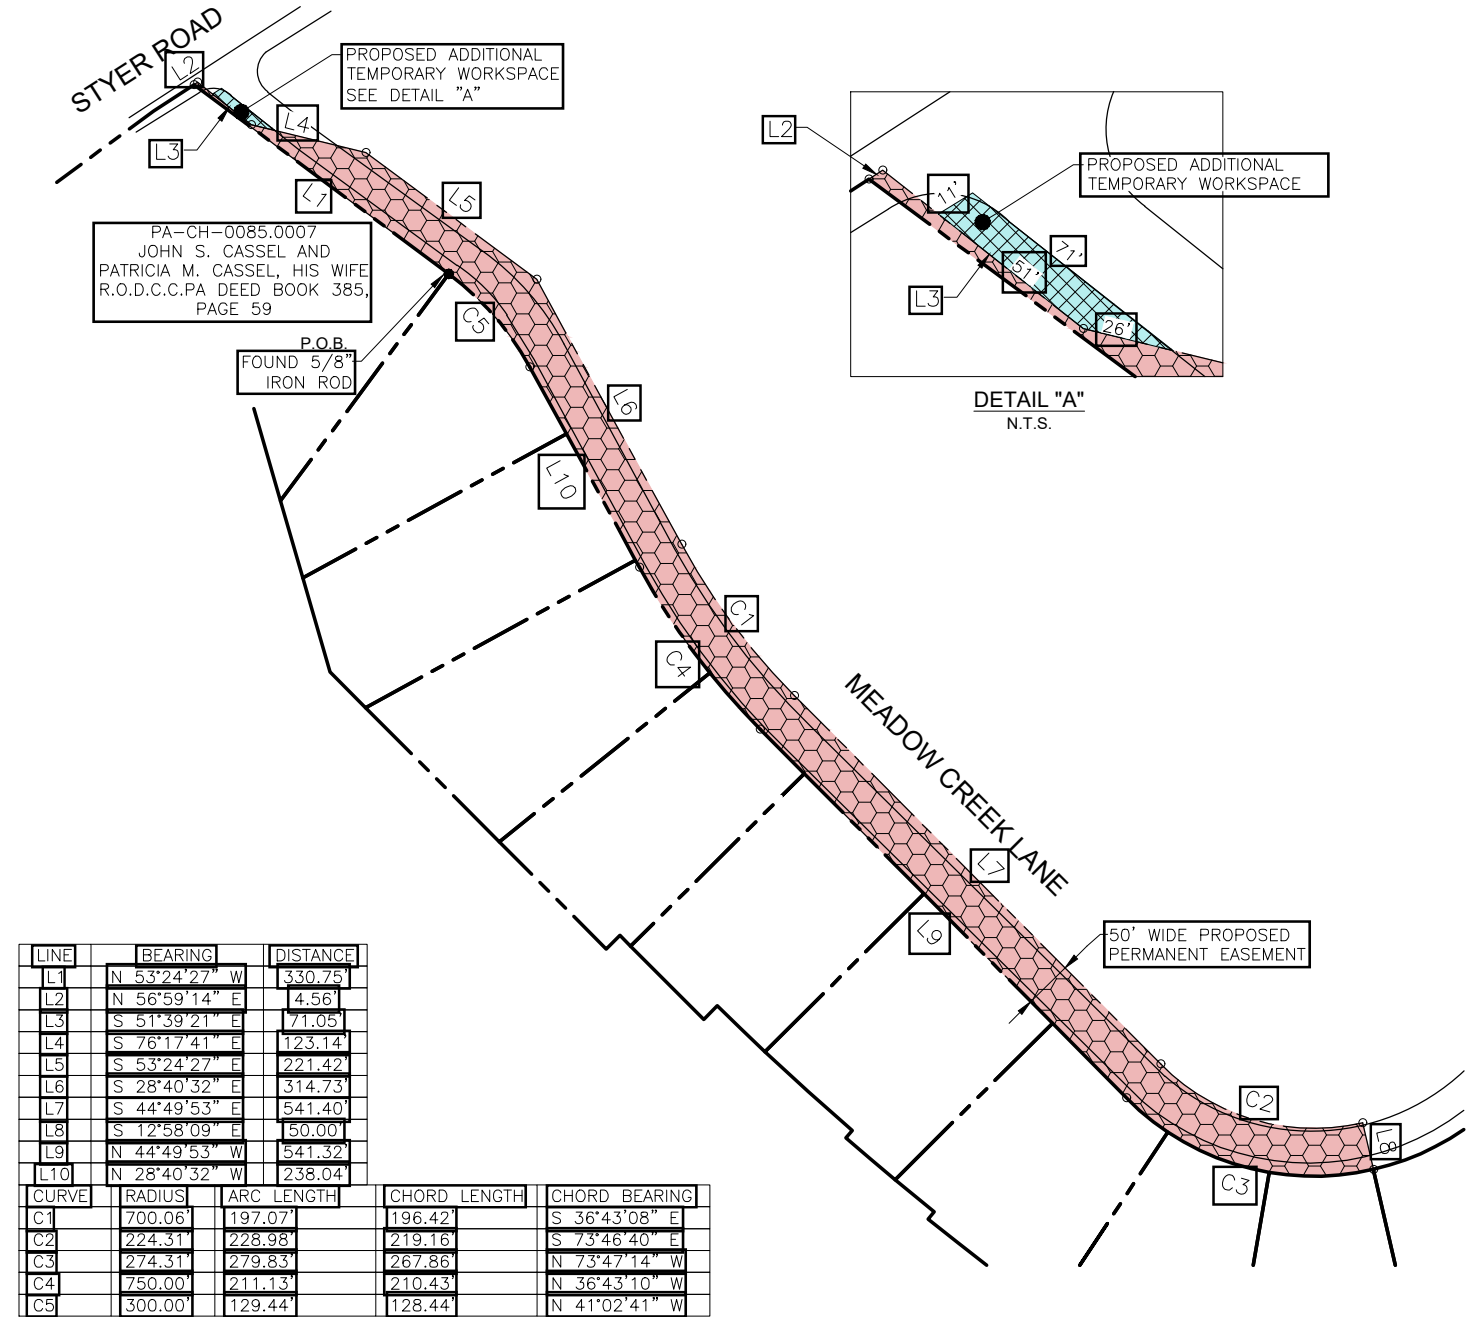 STYER ROAD
L2
PROPOSED ADDITIONAL
TEMPORARY WORKSPACE
SEE DETAIL "A"
L4
L3
L1
L5
PA-CH-0085.0007
JOHN S. CASSEL AND
PATRICIA M. CASSEL, HIS WIFE
R.O.D.C.C.PA DEED BOOK 385,
PAGE 59
C5
P.O.B.
FOUND 5/8"
IRON ROD
L6
L10
C1
C4
MEADOW CREEK LANE
L7
L9
50' WIDE PROPOSED
PERMANENT EASEMENT
C2
L8
C3
L2
PROPOSED ADDITIONAL
TEMPORARY WORKSPACE
11'
71'
51'
L3
26'
DETAIL "A"
N.T.S.
LINE BEARING DISTANCE
L1 N 53°24'27" W 330.75'
L2 N 56°59'14" E 4.56'
L3 S 51°39'21" E 71.05'
L4 S 76°17'41" E 123.14'
L5 S 53°24'27" E 221.42'
L6 S 28°40'32" E 314.73'
L7 S 44°49'53" E 541.40'
L8 S 12°58'09" E 50.00'
L9 N 44°49'53" W 541.32'
L10 N 28°40'32" W 238.04'
CURVE RADIUS ARC LENGTH CHORD LENGTH CHORD BEARING
C1 700.06' 197.07' 196.42' S 36°43'08" E
C2 224.31' 228.98' 219.16' S 73°46'40" E
C3 274.31' 279.83' 267.86' N 73°47'14" W
C4 750.00' 211.13' 210.43' N 36°43'10" W
C5 300.00' 129.44' 128.44' N 41°02'41" W